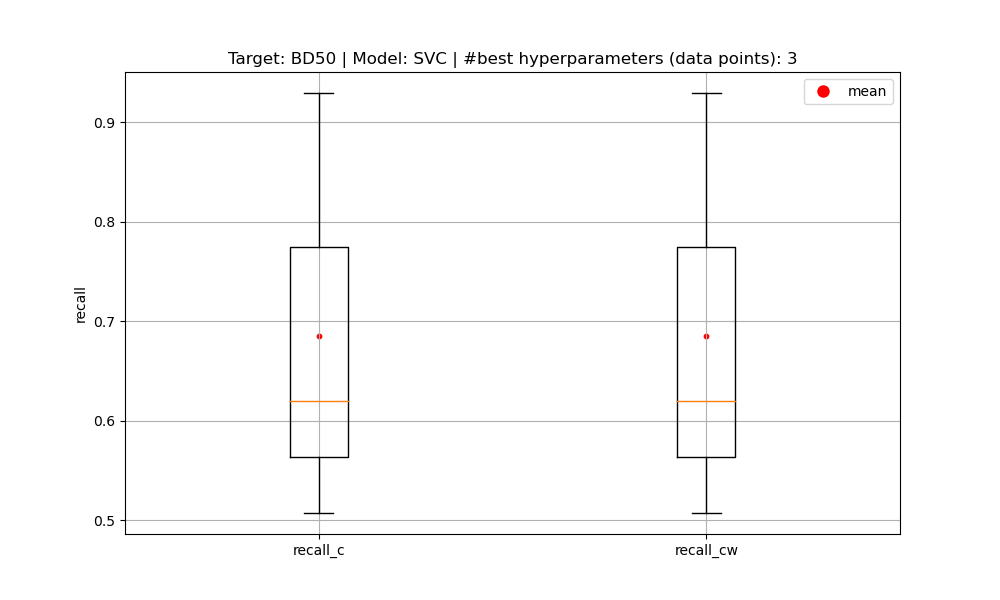 Target: BD50 | Model: SVC | #best hyperparameters (data points): 3
mean
0.9
0.8
0.7
0.6
0.5
recall
recall_c
recall_cw